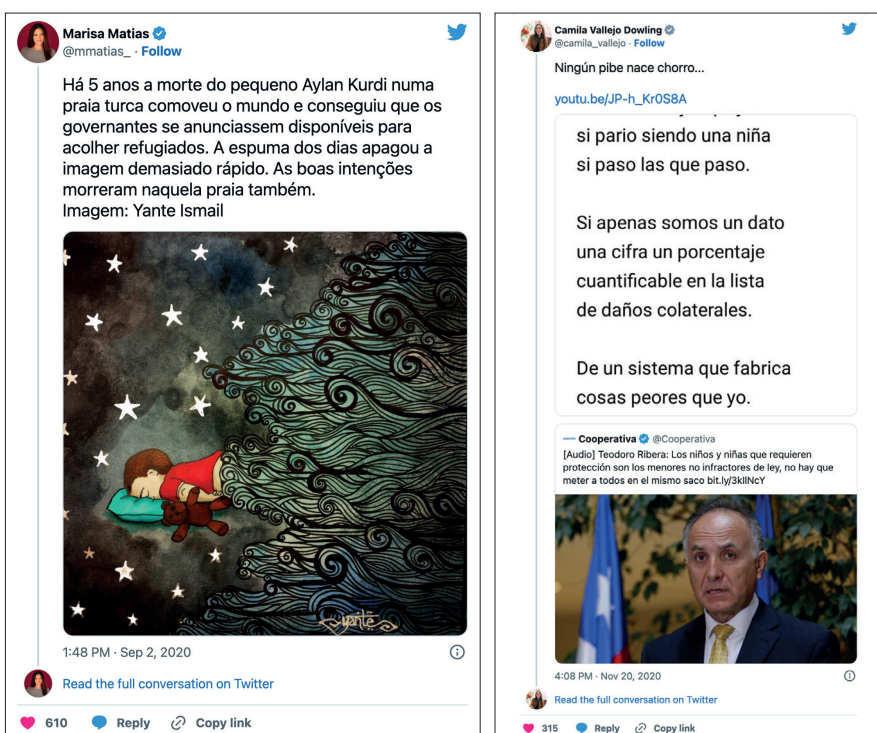 Marisa Matias
@mmatias_ · Follow
Há 5 anos a morte do pequeno Aylan Kurdi numa
praia turca comoveu o mundo e conseguiu que os
governantes se anunciassem disponíveis para
acolher refugiados. A espuma dos dias apagou a
imagem demasiado rápido. As boas intenções
morreram naquela praia também.
Imagem: Yante Ismail
yantë
1:48 PM · Sep 2, 2020
Read the full conversation on Twitter
610 Reply Copy link
Camila Vallejo Dowling
@camila_vallejo · Follow
Ningún pibe nace chorro...
youtu.be/JP-h_Kr0S8A
si pario siendo una niña
si paso las que paso.
Si apenas somos un dato
una cifra un porcentaje
cuantificable en la lista
de daños colaterales.
De un sistema que fabrica
cosas peores que yo.
Cooperativa @Cooperativa
[Audio] Teodoro Ribera: Los niños y niñas que requieren
protección son los menores no infractores de ley, no hay que
meter a todos en el mismo saco bit.ly/3kllNcY
4:08 PM · Nov 20, 2020
Read the full conversation on Twitter
315 Reply Copy link